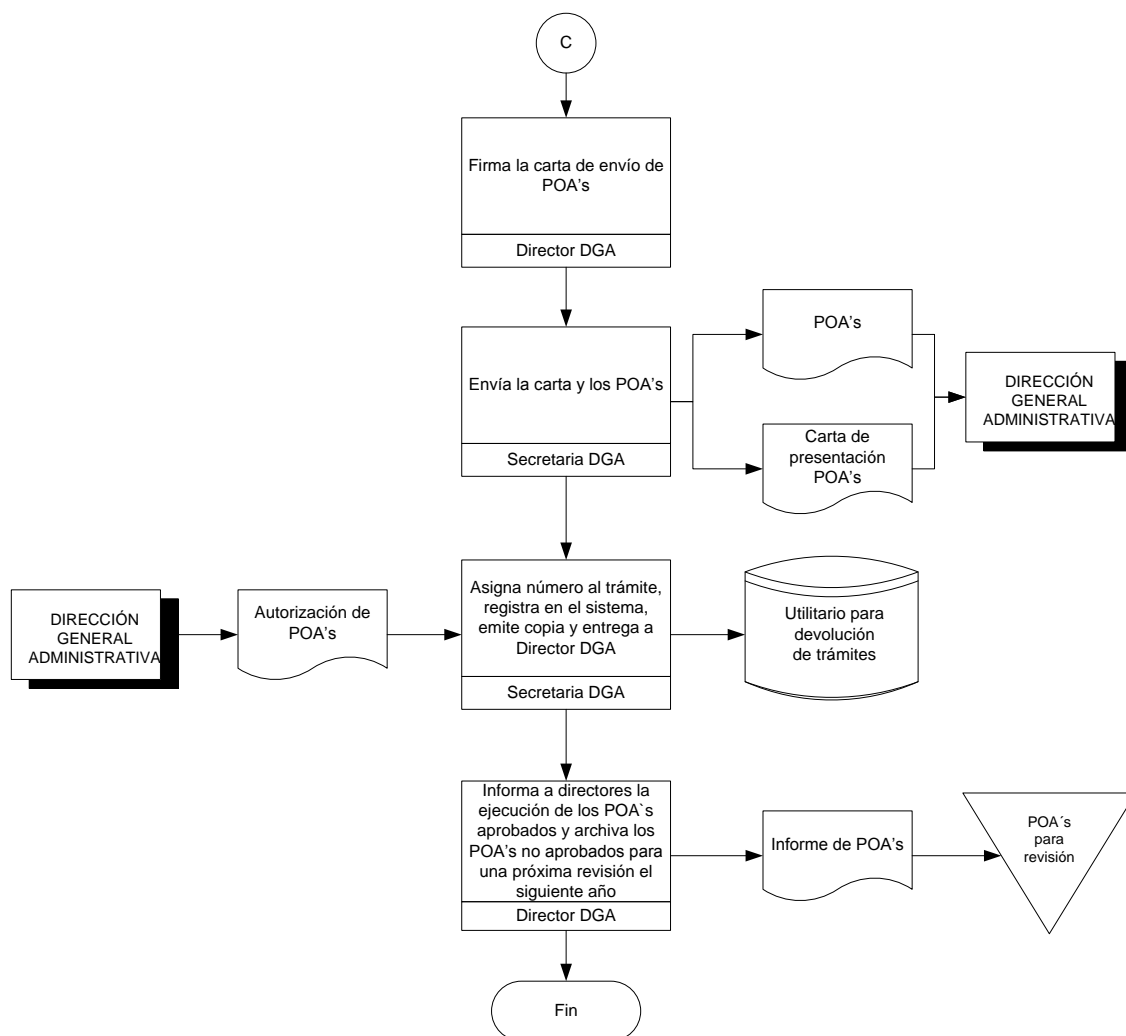 C
Firma la carta de envío de
POA’s
Director DGA
Envía la carta y los POA’s
Secretaria DGA
POA’s
Carta de
presentación
POA’s
DIRECCIÓN
GENERAL
ADMINISTRATIVA
DIRECCIÓN
GENERAL
ADMINISTRATIVA
Autorización de
POA’s
Asigna número al trámite,
registra en el sistema,
emite copia y entrega a
Director DGA
Secretaria DGA
Utilitario para
devolución
de trámites
Informa a directores la
ejecución de los POA`s
aprobados y archiva los
POA’s no aprobados para
una próxima revisión el
siguiente año
Director DGA
Informe de POA’s
POA´s
para
revisión
Fin